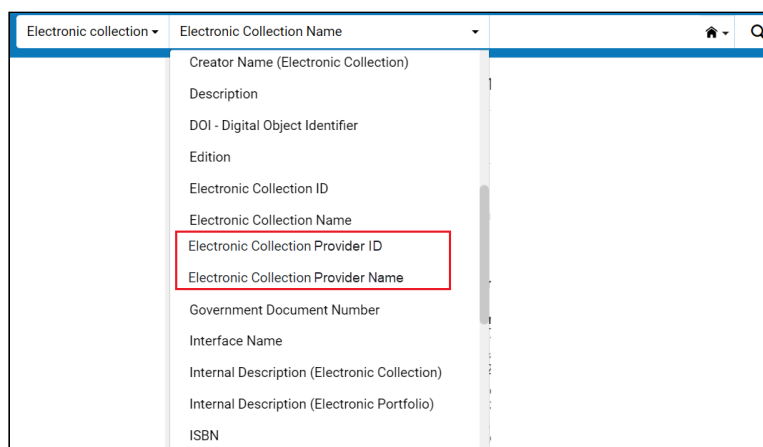 Electronic collection Electronic Collection Name
Creator Name (Electronic Collection)
Description
DOI - Digital Object Identifier
Edition
Electronic Collection ID
Electronic Collection Name
Electronic Collection Provider ID
Electronic Collection Provider Name
Government Document Number
Interface Name
Internal Description (Electronic Collection)
Internal Description (Electronic Portfolio)
ISBN